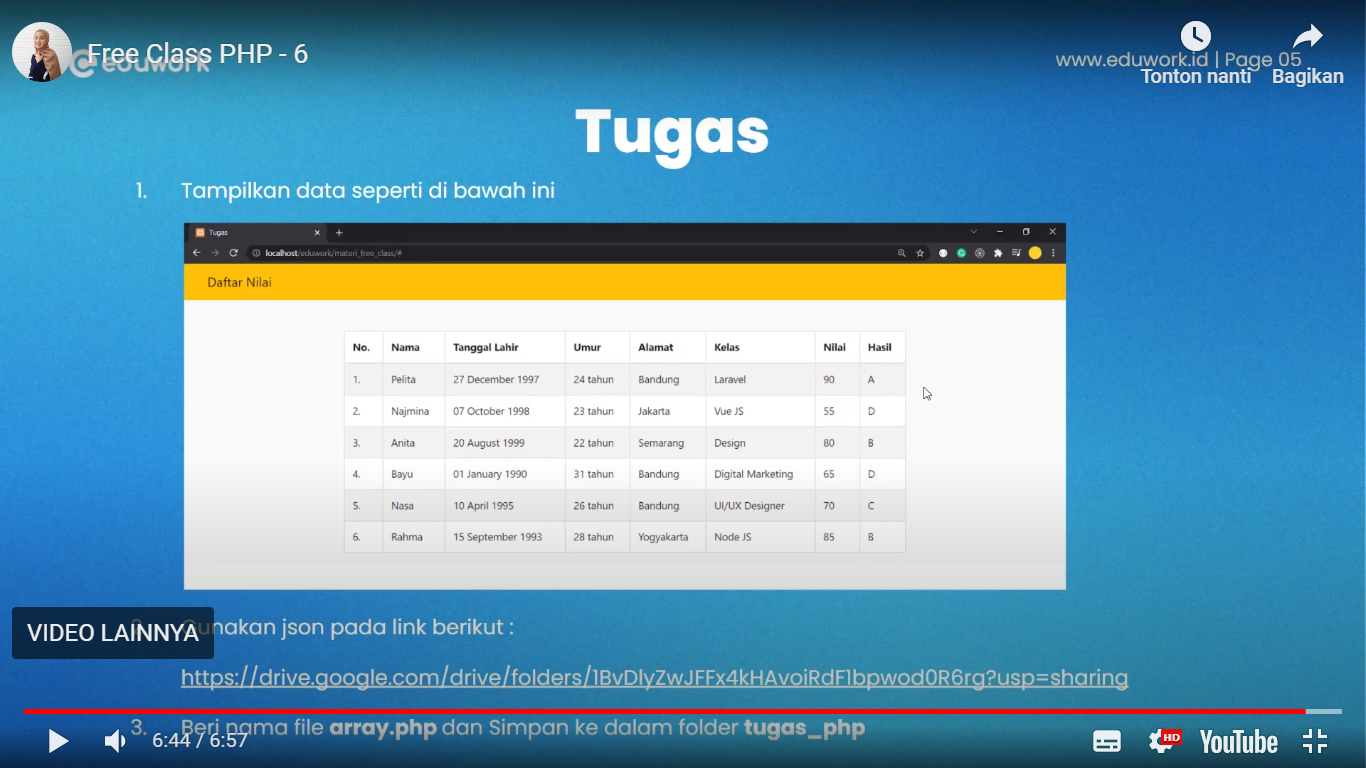 Free Class PHP - 6
eduwork
www.eduwork.id | Page 05
Tonton nanti Bagikan
Tugas
1. Tampilkan data seperti di bawah ini
Tugas
localhost/eduwork/materi_free_class/#
Daftar Nilai
No. Nama Tanggal Lahir Umur Alamat Kelas Nilai Hasil
1. Pelita 27 December 1997 24 tahun Bandung Laravel 90 A
2. Najmina 07 October 1998 23 tahun Jakarta Vue JS 55 D
3. Anita 20 August 1999 22 tahun Semarang Design 80 B
4. Bayu 01 January 1990 31 tahun Bandung Digital Marketing 65 D
5. Nasa 10 April 1995 26 tahun Bandung UI/UX Designer 70 C
6. Rahma 15 September 1993 28 tahun Yogyakarta Node JS 85 B
VIDEO LAINNYA
Gunakan json pada link berikut :
https://drive.google.com/drive/folders/1BvDlyZwJFFx4kHAvoiRdF1bpwod0R6rg?usp=sharing
3. Beri nama file array.php dan Simpan ke dalam folder tugas_php
6:44 / 6:57
HD
YouTube